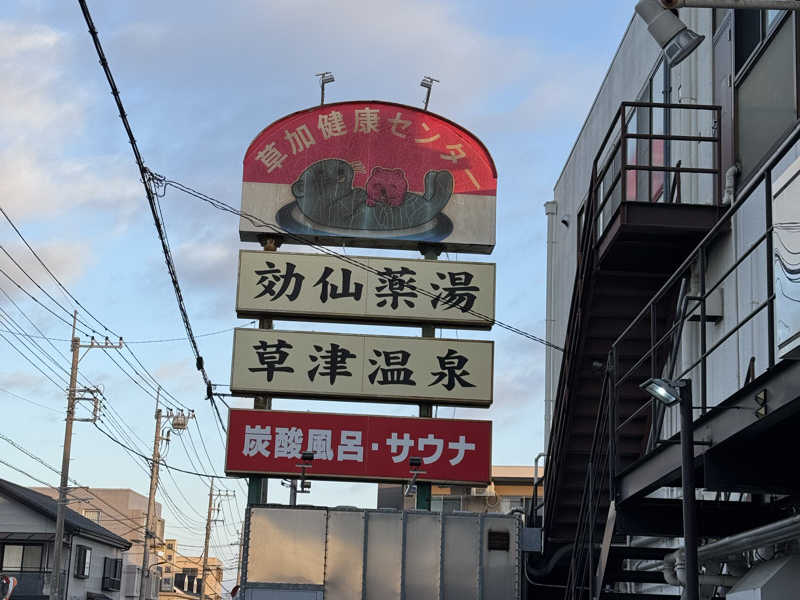 草加健康センター
効仙薬湯
草津温泉
炭酸風呂・サウナ